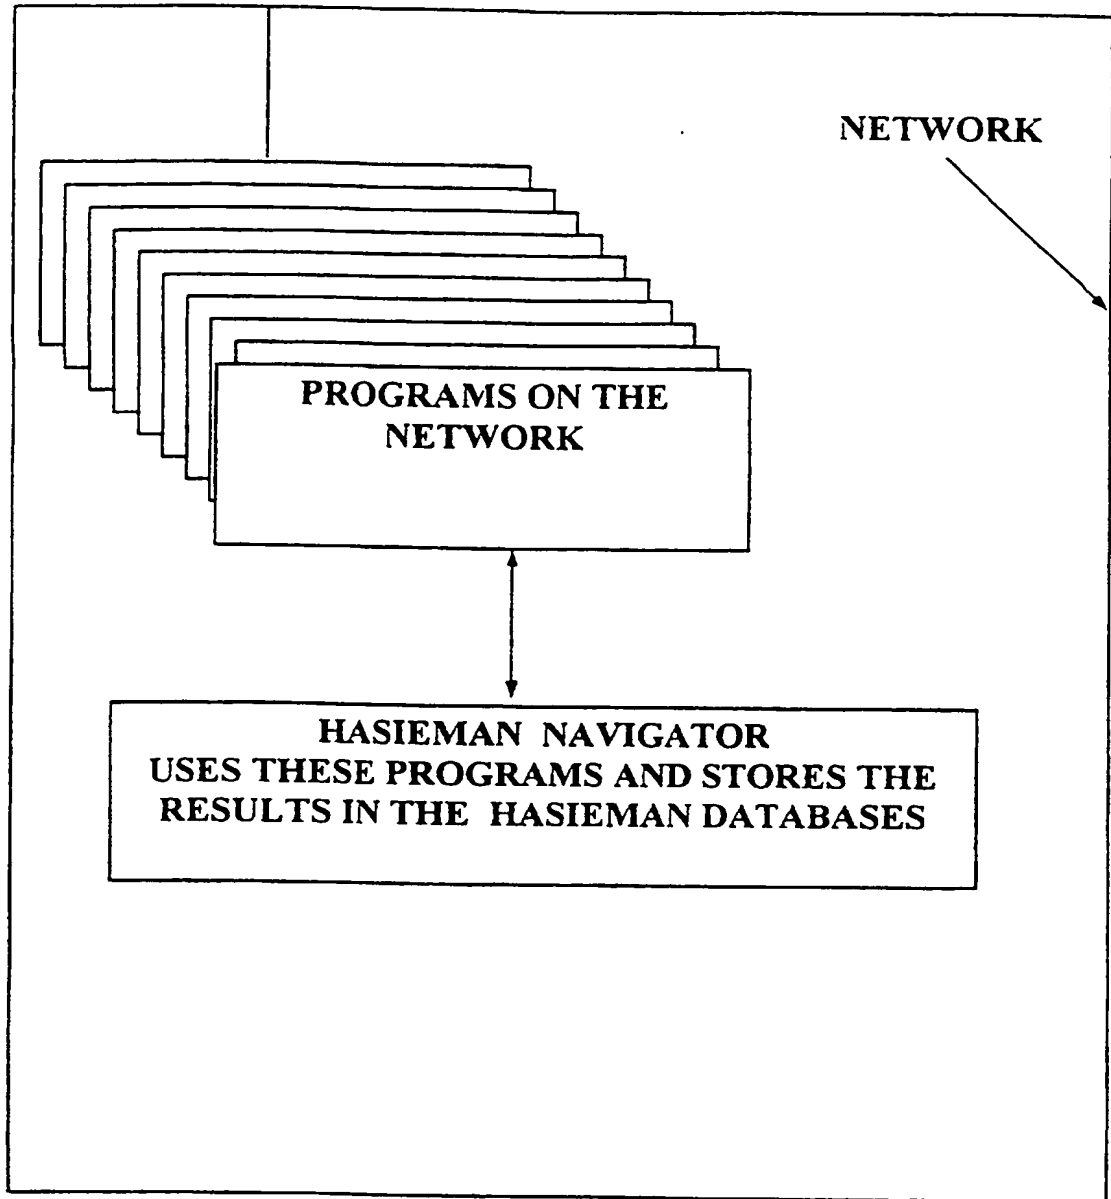 NETWORK
PROGRAMS ON THE
NETWORK
HASIEMAN NAVIGATOR
USES THESE PROGRAMS AND STORES THE
RESULTS IN THE HASIEMAN DATABASES